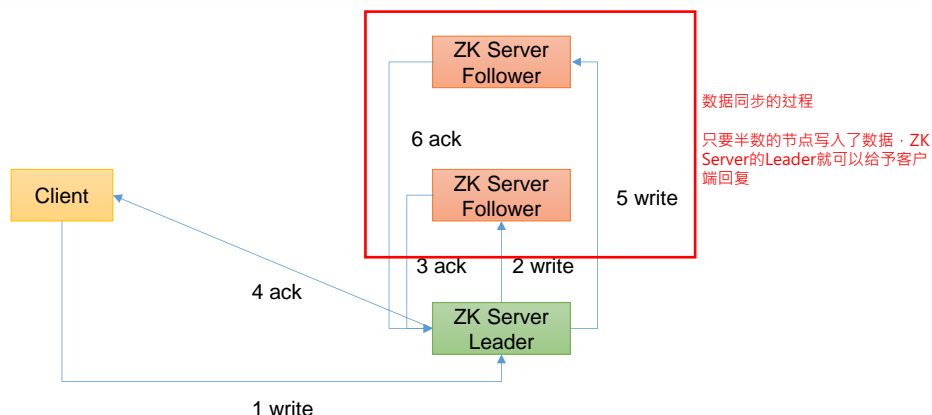 ZK Server
Follower
数据同步的过程
只要半数的节点写入了数据，ZK
Server的Leader就可以给予客户
端回复
6 ack
Client
ZK Server
Follower
5 write
3 ack
2 write
4 ack
ZK Server
Leader
1 write